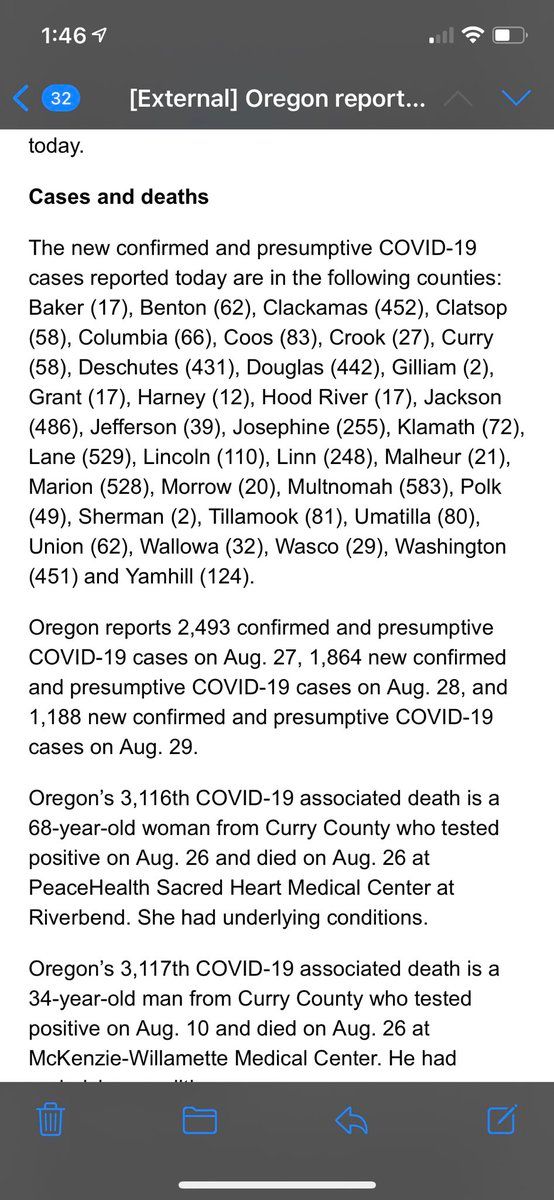 1:46
32
[External] Oregon report...
today.
Cases and deaths
The new confirmed and presumptive COVID-19
cases reported today are in the following counties:
Baker (17), Benton (62), Clackamas (452), Clatsop
(58), Columbia (66), Coos (83), Crook (27), Curry
(58), Deschutes (431), Douglas (442), Gilliam (2),
Grant (17), Harney (12), Hood River (17), Jackson
(486), Jefferson (39), Josephine (255), Klamath (72),
Lane (529), Lincoln (110), Linn (248), Malheur (21),
Marion (528), Morrow (20), Multnomah (583), Polk
(49), Sherman (2), Tillamook (81), Umatilla (80),
Union (62), Wallowa (32), Wasco (29), Washington
(451) and Yamhill (124).
Oregon reports 2,493 confirmed and presumptive
COVID-19 cases on Aug. 27, 1,864 new confirmed
and presumptive COVID-19 cases on Aug. 28, and
1,188 new confirmed and presumptive COVID-19
cases on Aug. 29.
Oregon’s 3,116th COVID-19 associated death is a
68-year-old woman from Curry County who tested
positive on Aug. 26 and died on Aug. 26 at
PeaceHealth Sacred Heart Medical Center at
Riverbend. She had underlying conditions.
Oregon’s 3,117th COVID-19 associated death is a
34-year-old man from Curry County who tested
positive on Aug. 10 and died on Aug. 26 at
McKenzie-Willamette Medical Center. He had